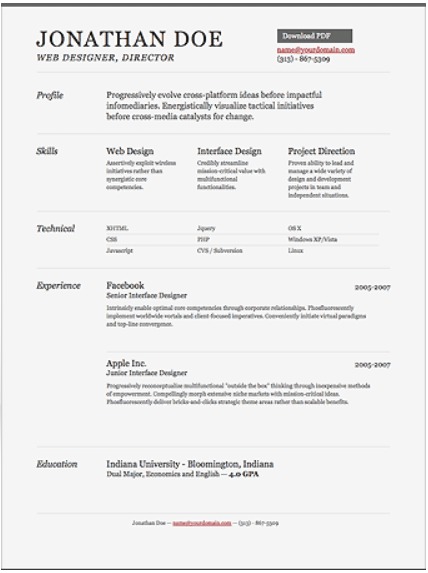 JONATHAN DOE
WEB DESIGNER, DIRECTOR
Download PDF
name@yourdomain.com
(313) - 867-5309
Profile
Progressively evolve cross-platform ideas before impactful
infomediaries. Energistically visualize tactical initiatives
before cross-media catalysts for change.
Skills
Web Design
Assertively exploit wireless
initiatives rather than
synergistic core
competencies.
Interface Design
Credibly streamline
mission-critical value with
multifunctional
functionalities.
Project Direction
Proven ability to lead and
manage a wide variety of
design and development
projects in team and
independent situations.
Technical
XHTML
Jquery
OS X
CSS
PHP
Windows XP/Vista
Javascript
CVS / Subversion
Linux
Experience
Facebook
2005-2007
Senior Interface Designer
Intrinsicly enable optimal core competencies through corporate relationships. Phosfluorescently
implement worldwide vortals and client-focused imperatives. Conveniently initiate virtual paradigms
and top-line convergence.
Apple Inc.
2005-2007
Junior Interface Designer
Progressively reconceptualize multifunctional "outside the box" thinking through inexpensive methods
of empowerment. Compellingly morph extensive niche markets with mission-critical ideas.
Phosfluorescently deliver bricks-and-clicks strategic theme areas rather than scalable benefits.
Education
Indiana University - Bloomington, Indiana
Dual Major, Economics and English — 4.0 GPA
Jonathan Doe — name@yourdomain.com — (313) - 867-5309